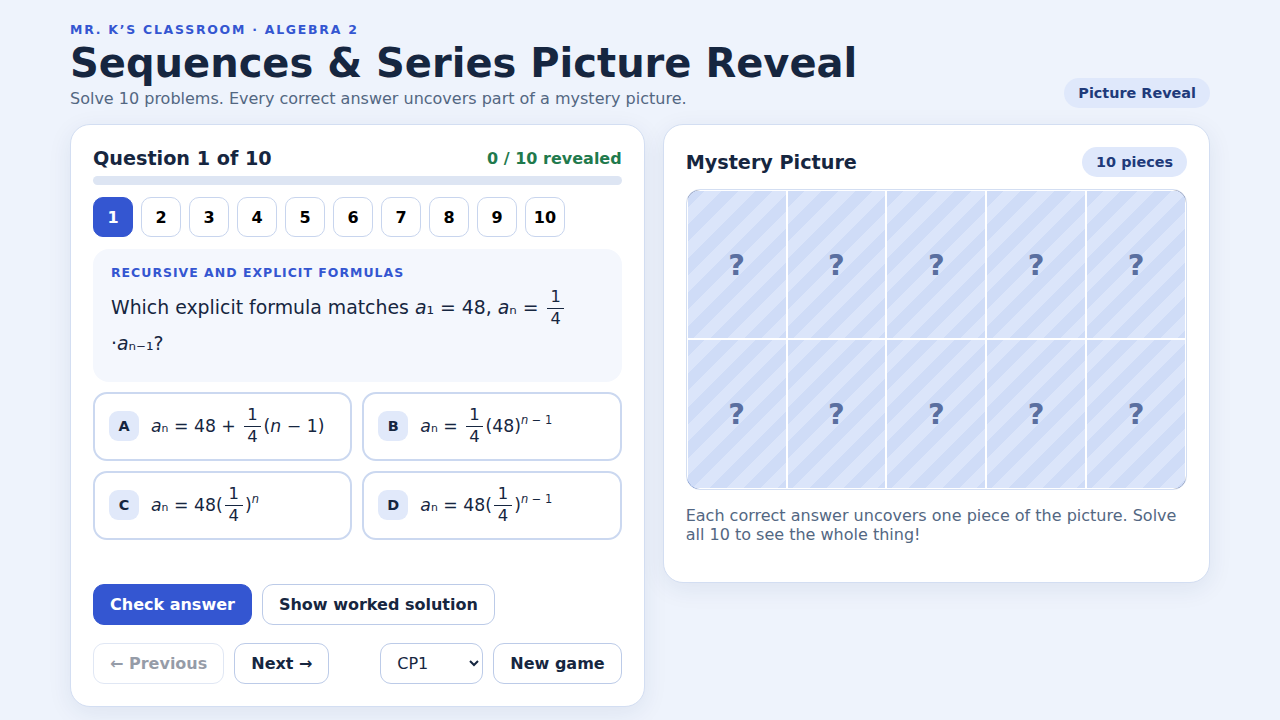 MR. K’S CLASSROOM · ALGEBRA 2
Sequences & Series Picture Reveal
Solve 10 problems. Every correct answer uncovers part of a mystery picture.
Picture Reveal
Question 1 of 10
0 / 10 revealed
1 2 3 4 5 6 7 8 9 10
RECURSIVE AND EXPLICIT FORMULAS
Which explicit formula matches a₁ = 48, aₙ = 1/4
·aₙ₋₁?
A aₙ = 48 + 1/4(n − 1)
B aₙ = 1/4(48)^(n − 1)
C aₙ = 48(1/4)^n
D aₙ = 48(1/4)^(n − 1)
Check answer
Show worked solution
← Previous
Next →
CP1
New game
Mystery Picture
10 pieces
? ? ? ? ?
? ? ? ? ?
Each correct answer uncovers one piece of the picture. Solve
all 10 to see the whole thing!